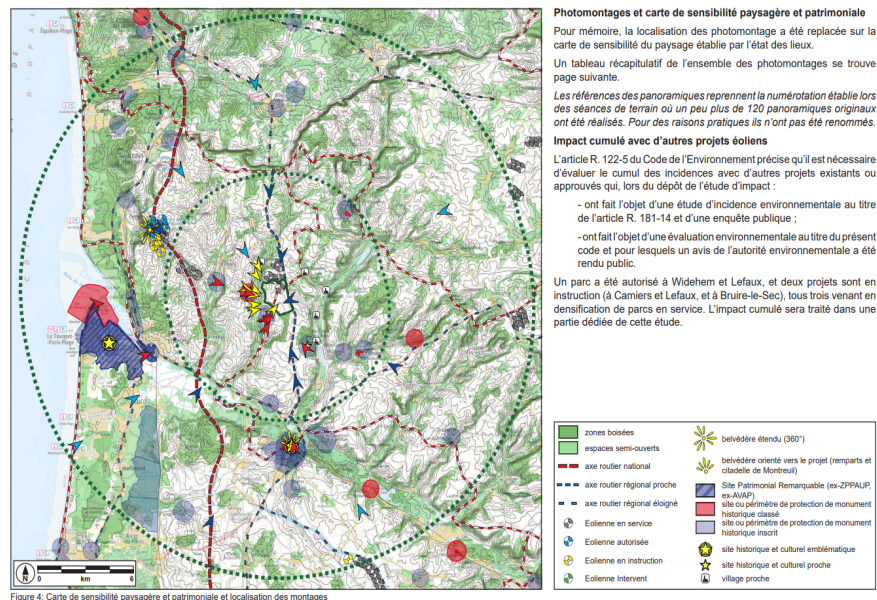 Photomontages et carte de sensibilité paysagère et patrimoniale
Pour mémoire, la localisation des photomontage a été replacée sur la
carte de sensibilité du paysage établie par l'état des lieux.
Un tableau récapitulatif de l'ensemble des photomontages se trouve
page suivante.
Les références des panoramiques reprennent la numérotation établie lors
des séances de terrain où un peu plus de 120 panoramiques originaux
ont été réalisés. Pour des raisons pratiques ils n'ont pas été renommés.
Impact cumulé avec d'autres projets éoliens
L'article R. 122-5 du Code de l'Environnement précise qu'il est nécessaire
d'évaluer le cumul des incidences avec d'autres projets existants ou
approuvés qui, lors du dépôt de l'étude d'impact :
- ont fait l'objet d'une étude d'incidence environnementale au titre
de l'article R. 181-14 et d'une enquête publique ;
- ont fait l'objet d'une évaluation environnementale au titre du présent
code et pour lesquels un avis de l'autorité environnementale a été
rendu public.
Un parc a été autorisé à Widehem et Lefaux, et deux projets sont en
instruction (à Camiers et Lefaux, et à Bruire-le-Sec), tous trois venant en
densification de parcs en service. L'impact cumulé sera traité dans une
partie dédiée de cette étude.
zones boisées
espaces semi-ouverts
axe routier national
axe routier régional proche
axe routier régional éloigné
Eolienne en service
Eolienne autorisée
Eolienne en instruction
Eolienne Intervent
belvédère étendu (360°)
belvédère orienté vers le projet (remparts et
citadelle de Montreuil)
Site Patrimonial Remarquable (ex-ZPPAUP,
ex-AVAP)
site ou périmètre de protection de monument
historique classé
site ou périmètre de protection de monument
historique inscrit
site historique et culturel emblématique
site historique et culturel proche
village proche
Equihen-Plage
Le Touquet-
Paris-Plage
N
0
km
6
Figure 4: Carte de sensibilité paysagère et patrimoniale et localisation des montages